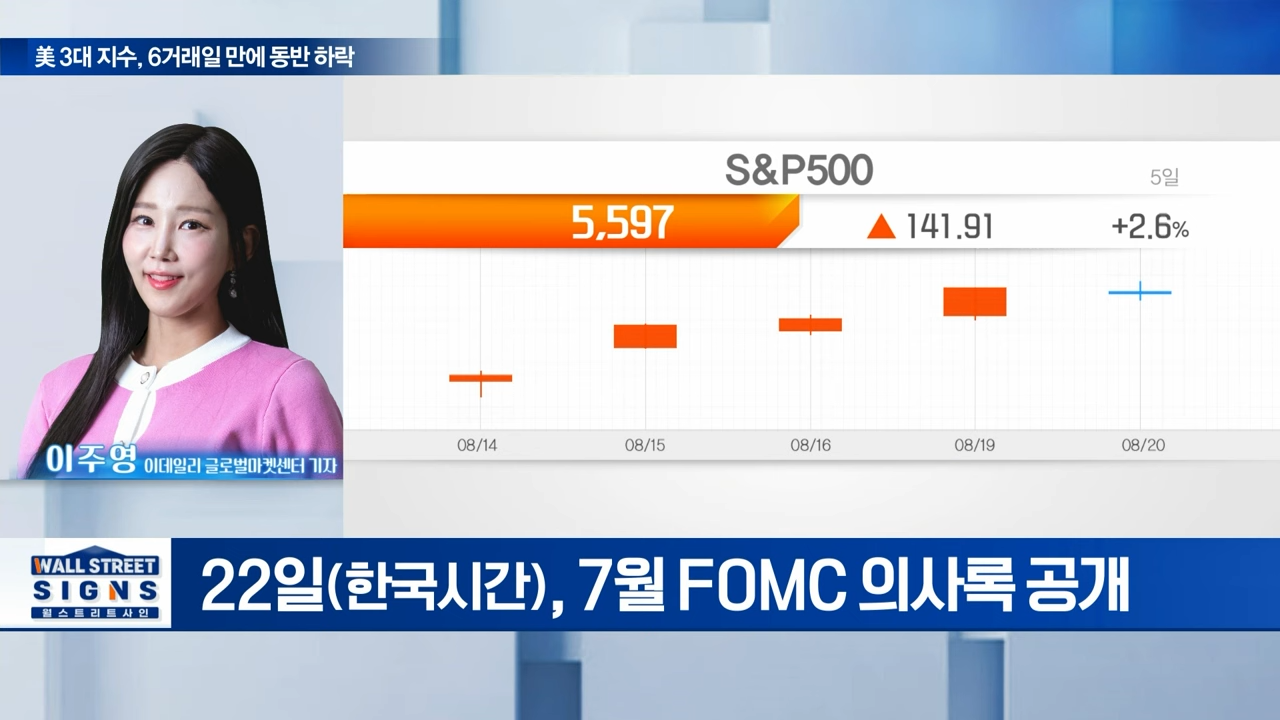 美 3대 지수, 6거래일 만에 동반 하락
S&P500
5일
5,597 ▲ 141.91 +2.6%
08/14 08/15 08/16 08/19 08/20
이주영 이데일리 글로벌마켓센터 기자
WALL STREET
SIGNS
월스트리트사인
22일(한국시간), 7월 FOMC 의사록 공개